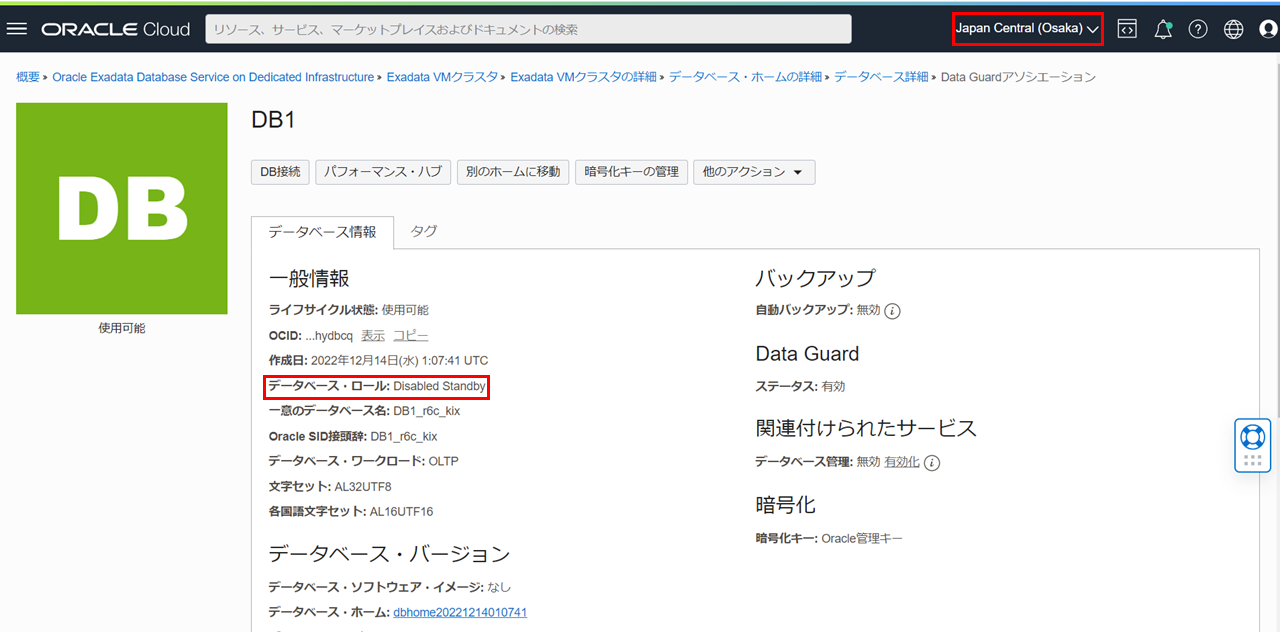 ORACLE Cloud
リソース、サービス、マーケットプレイスおよびドキュメントの検索
Japan Central (Osaka)
概要 » Oracle Exadata Database Service on Dedicated Infrastructure » Exadata VMクラスタ » Exadata VMクラスタの詳細 » データベース・ホームの詳細 » データベース詳細 » Data Guardアソシエーション
DB
使用可能
DB1
DB接続 パフォーマンス・ハブ 別のホームに移動 暗号化キーの管理 他のアクション
データベース情報 タグ
一般情報
ライフサイクル状態: 使用可能
OCID: ...hydbcq 表示 コピー
作成日: 2022年12月14日(水) 1:07:41 UTC
データベース・ロール: Disabled Standby
一意のデータベース名: DB1_r6c_kix
Oracle SID接頭辞: DB1_r6c_kix
データベース・ワークロード: OLTP
文字セット: AL32UTF8
各国語文字セット: AL16UTF16
データベース・バージョン
データベース・ソフトウェア・イメージ: なし
データベース・ホーム: dbhome20221214010741
バックアップ
自動バックアップ: 無効
Data Guard
ステータス: 有効
関連付けられたサービス
データベース管理: 無効 有効化
暗号化
暗号化キー: Oracle管理キー